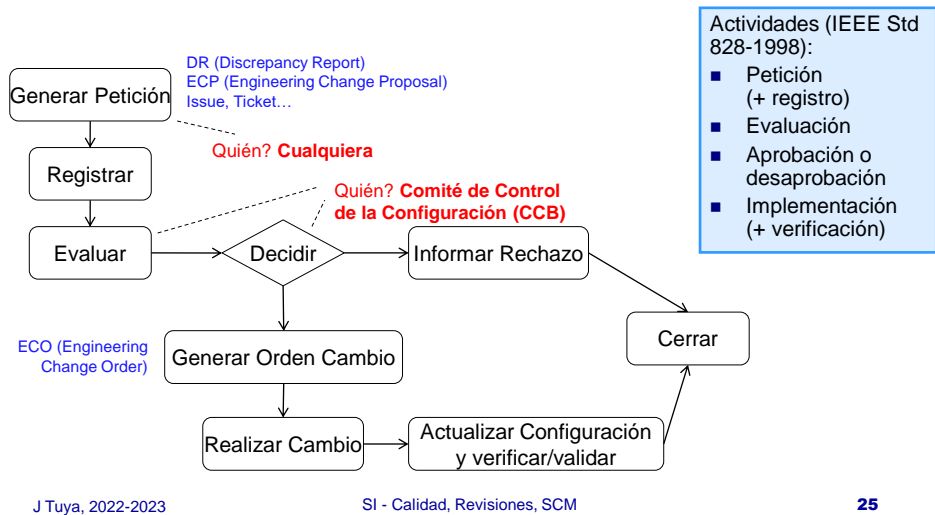 Actividades (IEEE Std
828-1998):
Petición
(+ registro)
Evaluación
Aprobación o
desaprobación
Implementación
(+ verificación)
DR (Discrepancy Report)
ECP (Engineering Change Proposal)
Issue, Ticket…
Generar Petición
Quién? Cualquiera
Registrar
Quién? Comité de Control
de la Configuración (CCB)
Evaluar
Decidir
Informar Rechazo
Cerrar
ECO (Engineering
Change Order)
Generar Orden Cambio
Realizar Cambio
Actualizar Configuración
y verificar/validar
J Tuya, 2022-2023
SI - Calidad, Revisiones, SCM
25